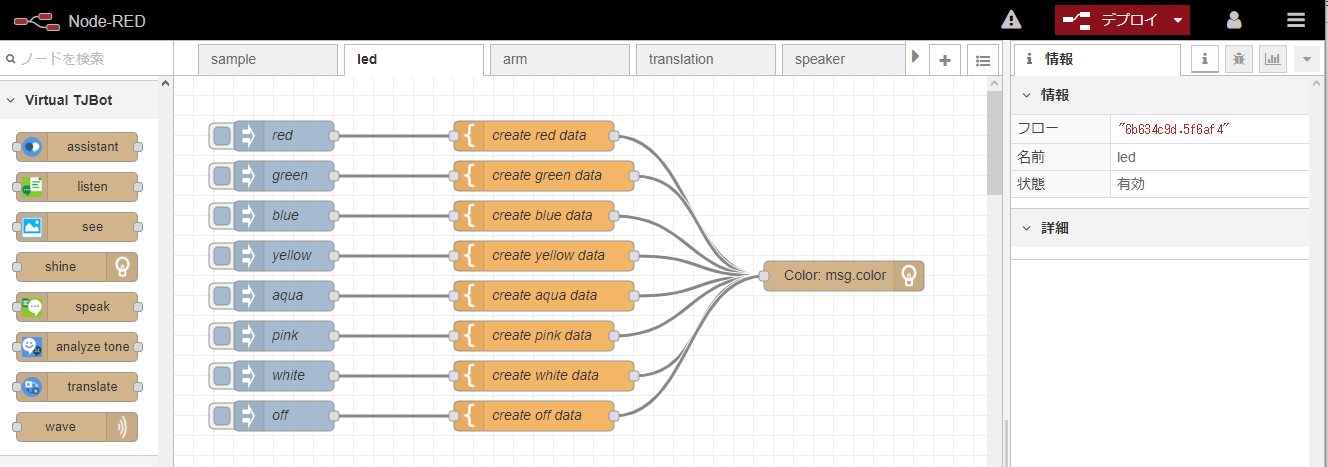 Node-RED
デプロイ
ノードを検索
sample
led
arm
translation
speaker
情報
Virtual TJBot
assistant
listen
see
shine
speak
analyze tone
translate
wave
red
create red data
green
create green data
blue
create blue data
yellow
create yellow data
aqua
create aqua data
pink
create pink data
white
create white data
off
create off data
Color: msg.color
情報
フロー
"6b634c9d.5f6af4"
名前
led
状態
有効
詳細